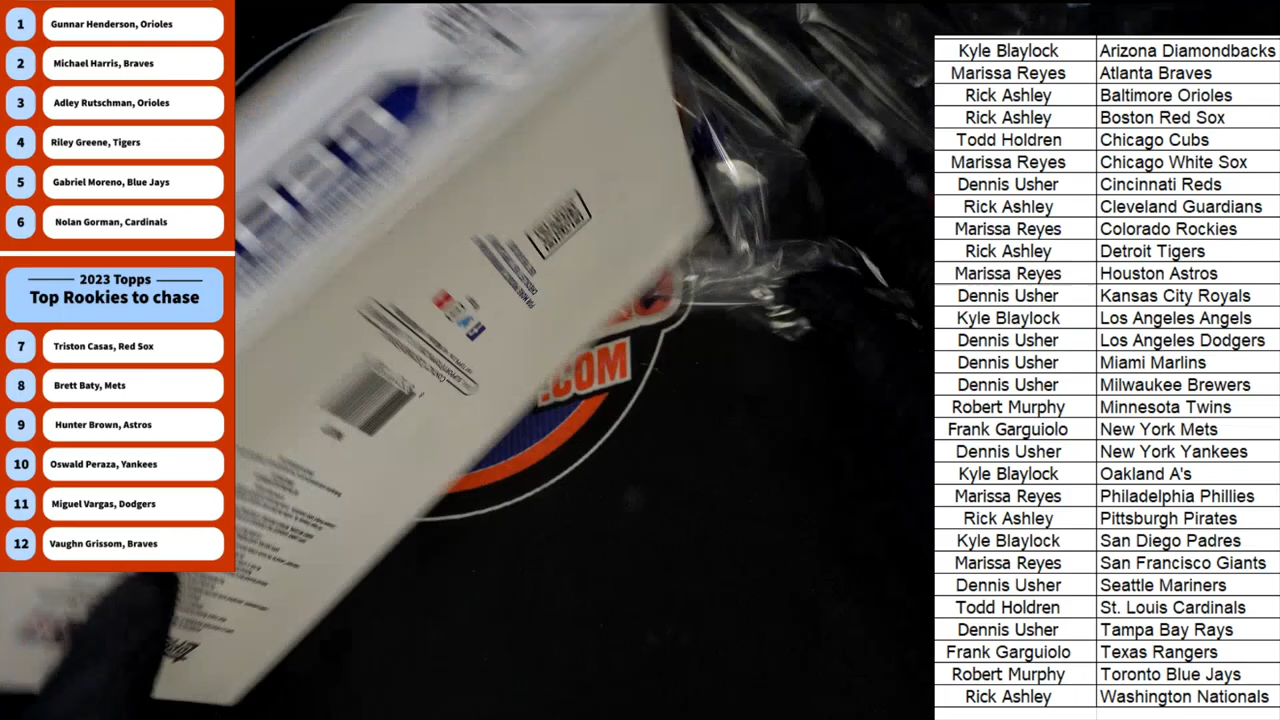 1 Gunnar Henderson, Orioles
2 Michael Harris, Braves
3 Adley Rutschman, Orioles
4 Riley Greene, Tigers
5 Gabriel Moreno, Blue Jays
6 Nolan Gorman, Cardinals
2023 Topps
Top Rookies to chase
7 Triston Casas, Red Sox
8 Brett Baty, Mets
9 Hunter Brown, Astros
10 Oswald Peraza, Yankees
11 Miguel Vargas, Dodgers
12 Vaughn Grissom, Braves
.COM
Kyle Blaylock Arizona Diamondbacks
Marissa Reyes Atlanta Braves
Rick Ashley Baltimore Orioles
Rick Ashley Boston Red Sox
Todd Holdren Chicago Cubs
Marissa Reyes Chicago White Sox
Dennis Usher Cincinnati Reds
Rick Ashley Cleveland Guardians
Marissa Reyes Colorado Rockies
Rick Ashley Detroit Tigers
Marissa Reyes Houston Astros
Dennis Usher Kansas City Royals
Kyle Blaylock Los Angeles Angels
Dennis Usher Los Angeles Dodgers
Dennis Usher Miami Marlins
Dennis Usher Milwaukee Brewers
Robert Murphy Minnesota Twins
Frank Garguiolo New York Mets
Dennis Usher New York Yankees
Kyle Blaylock Oakland A's
Marissa Reyes Philadelphia Phillies
Rick Ashley Pittsburgh Pirates
Kyle Blaylock San Diego Padres
Marissa Reyes San Francisco Giants
Dennis Usher Seattle Mariners
Todd Holdren St. Louis Cardinals
Dennis Usher Tampa Bay Rays
Frank Garguiolo Texas Rangers
Robert Murphy Toronto Blue Jays
Rick Ashley Washington Nationals